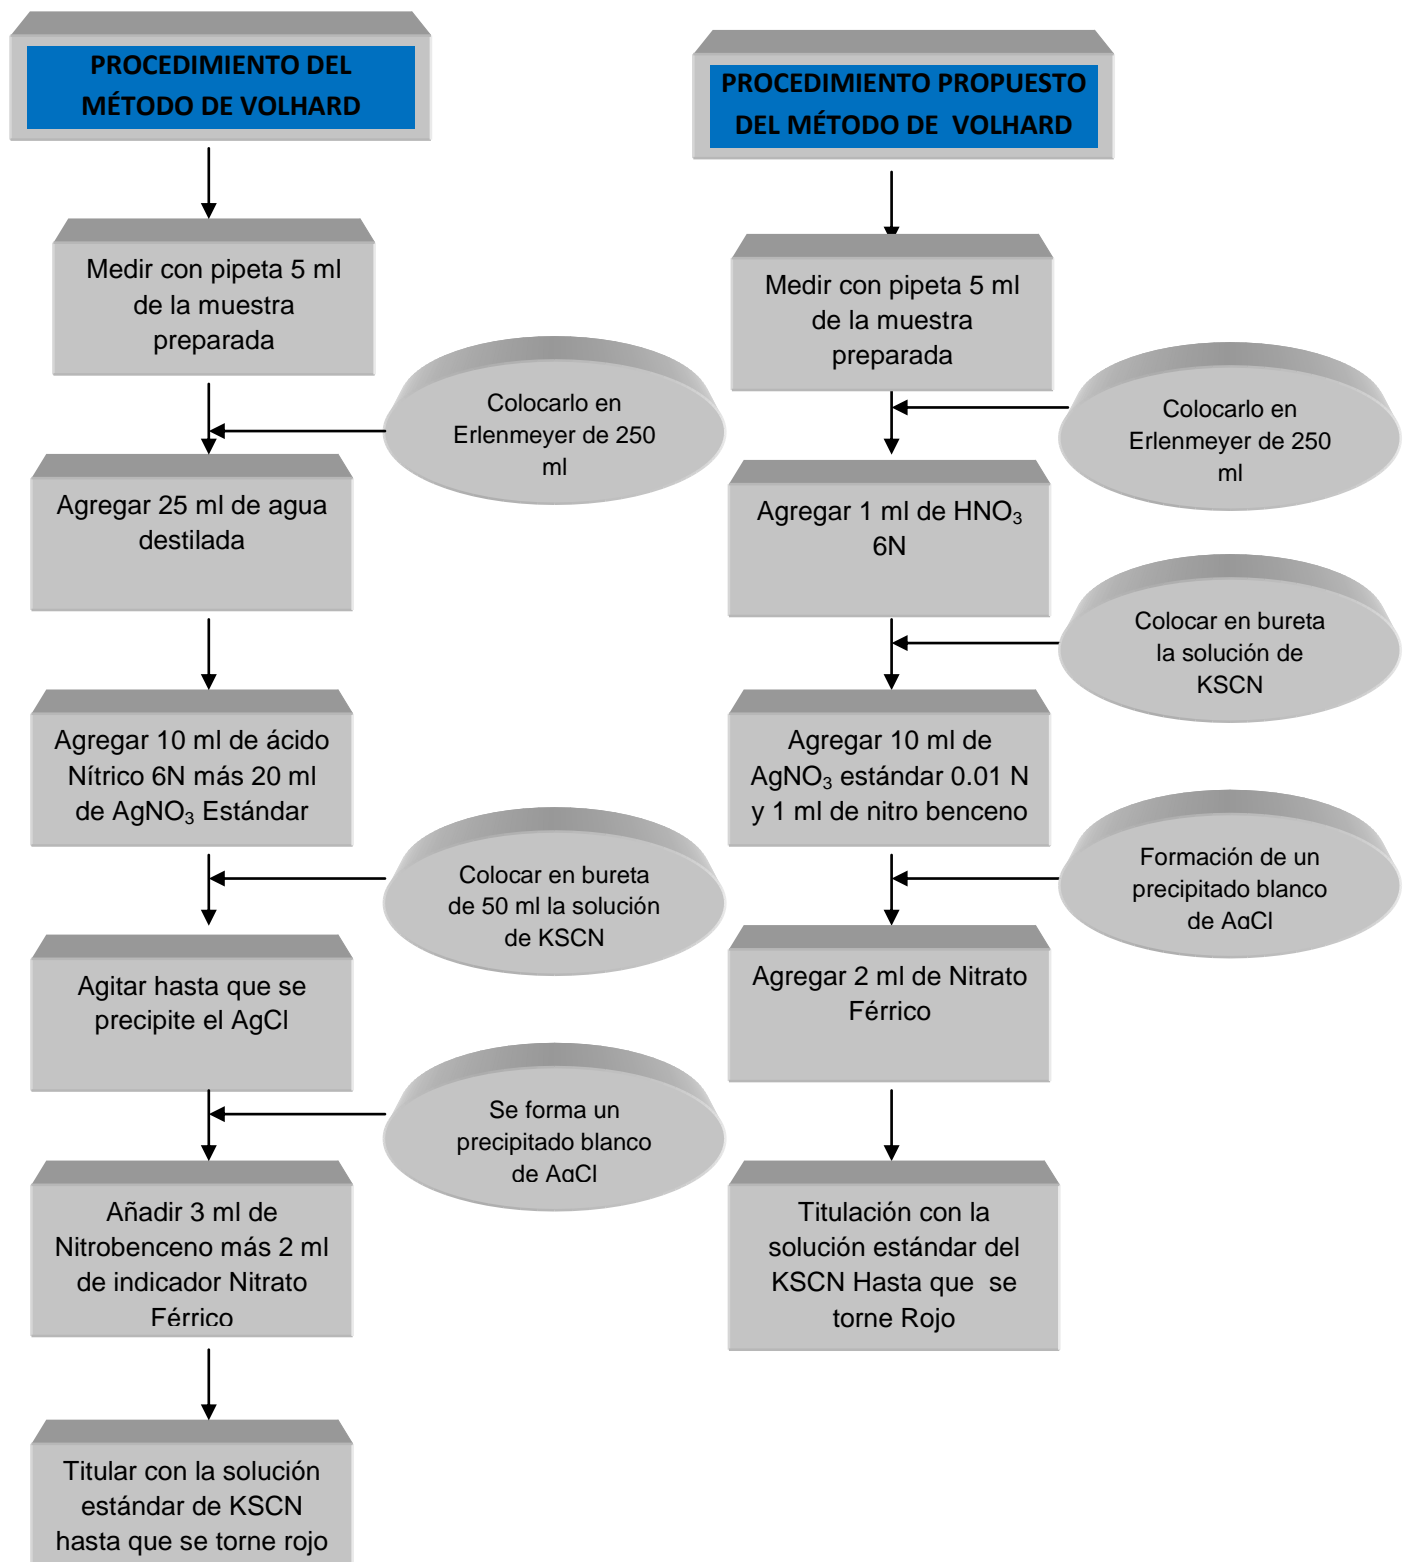 PROCEDIMIENTO DEL
MÉTODO DE VOLHARD
Medir con pipeta 5 ml
de la muestra
preparada
Colocarlo en
Erlenmeyer de 250
ml
Agregar 25 ml de agua
destilada
Agregar 10 ml de ácido
Nítrico 6N más 20 ml
de AgNO₃ Estándar
Colocar en bureta
de 50 ml la solución
de KSCN
Agitar hasta que se
precipite el AgCl
Se forma un
precipitado blanco
de AgCl
Añadir 3 ml de
Nitrobenceno más 2 ml
de indicador Nitrato
Férrico
Titular con la solución
estándar de KSCN
hasta que se torne rojo
PROCEDIMIENTO PROPUESTO
DEL MÉTODO DE VOLHARD
Medir con pipeta 5 ml
de la muestra
preparada
Colocarlo en
Erlenmeyer de 250
ml
Agregar 1 ml de HNO₃
6N
Colocar en bureta
la solución de
KSCN
Agregar 10 ml de
AgNO₃ estándar 0.01 N
y 1 ml de nitro benceno
Formación de un
precipitado blanco
de AgCl
Agregar 2 ml de Nitrato
Férrico
Titulación con la
solución estándar del
KSCN Hasta que se
torne Rojo